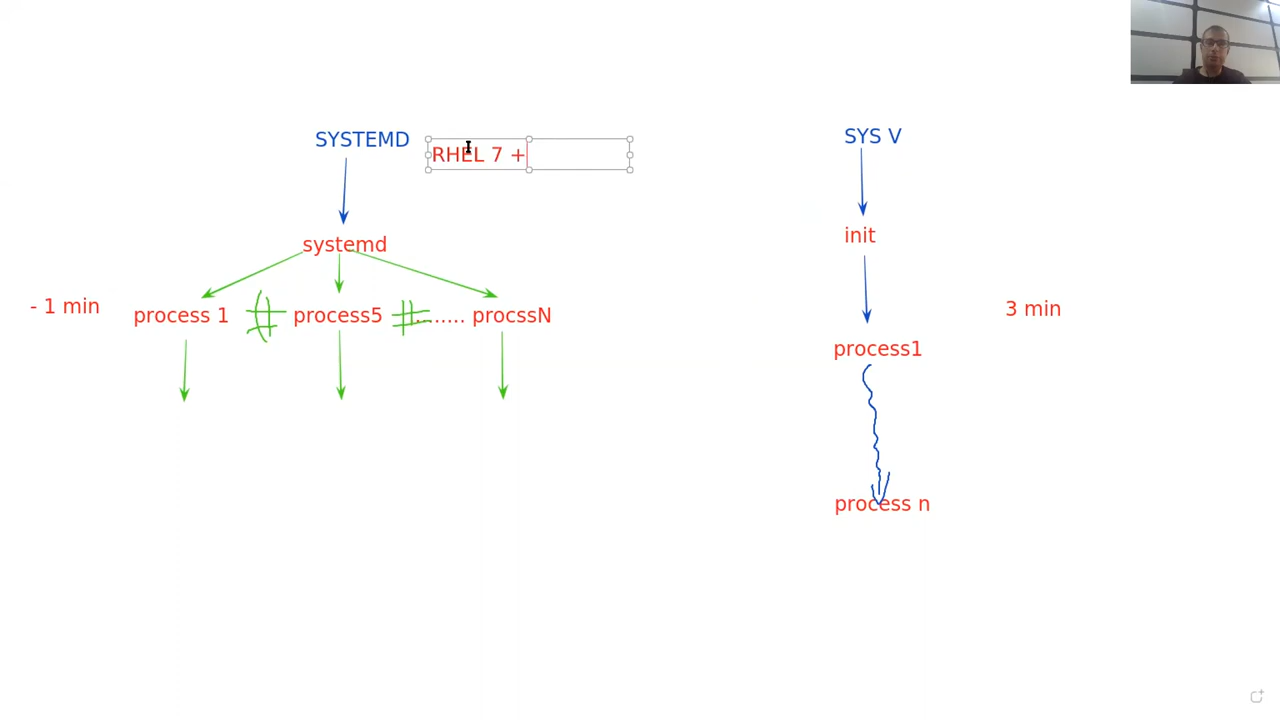 SYSTEMD
RHEL 7 +
systemd
- 1 min
process 1
process5
........ procssN
SYS V
init
3 min
process1
process n